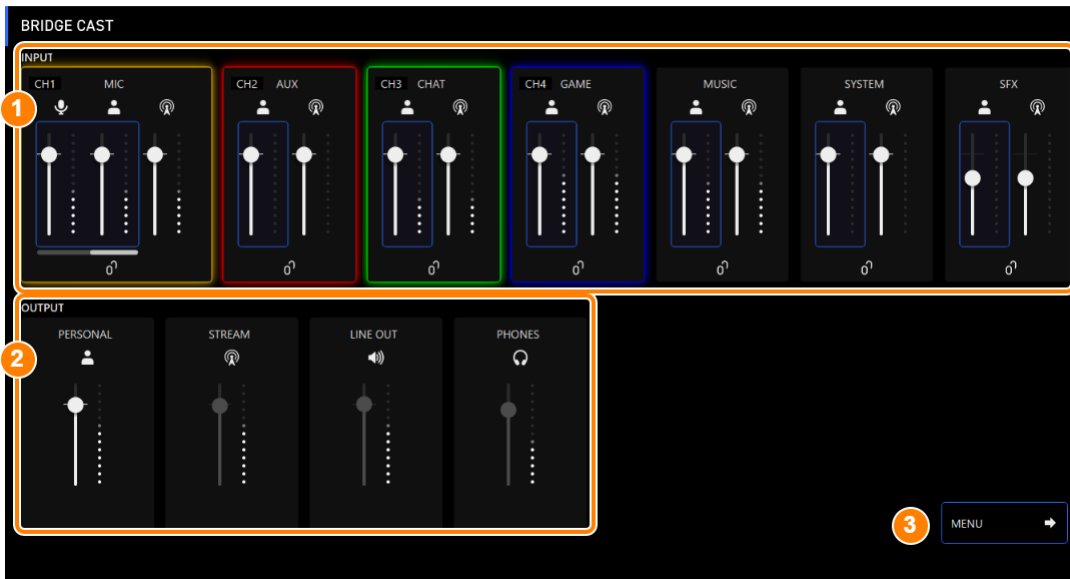 BRIDGE CAST
INPUT
CH1 MIC
CH2 AUX
CH3 CHAT
CH4 GAME
MUSIC
SYSTEM
SFX
1
OUTPUT
PERSONAL
STREAM
LINE OUT
PHONES
2
3
MENU